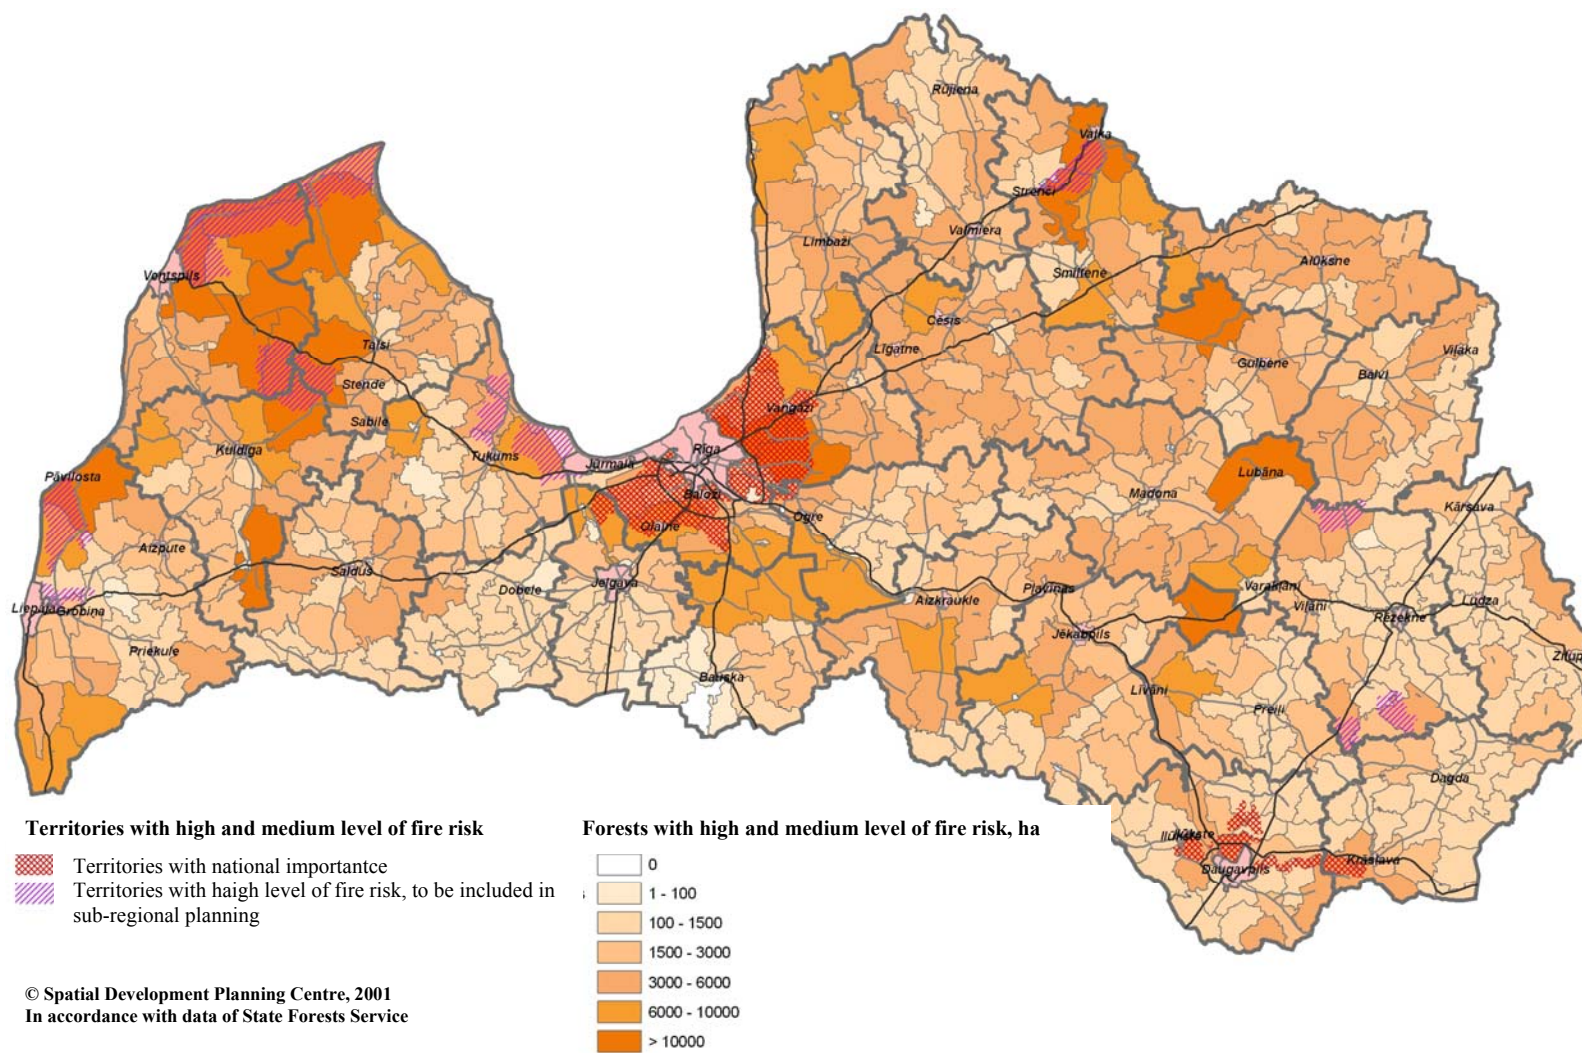 Rūjiena
Valka
Strenči
Valmiera
Limbaži
Smiltene
Alūksne
Ventspils
Cēsis
Talsi
Līgatne
Gulbene
Viļaka
Balvi
Stende
Vangaži
Sabile
Kuldīga
Tukums
Rīga
Jūrmala
Lubāna
Pāvilosta
Baloži
Madona
Kārsava
Olaine
Ogre
Aizpute
Saldus
Dobele
Jelgava
Aizkraukle
Pļaviņas
Varakļāni
Viļāni
Ludza
Liepāja
Grobiņa
Rēzekne
Jēkabpils
Priekule
Zilup
Bauska
Līvāni
Preiļi
Dagda
Ilūkste
Krāslava
Daugavpils
Territories with high and medium level of fire risk
Territories with national importantce
Territories with haigh level of fire risk, to be included in
sub-regional planning
Forests with high and medium level of fire risk, ha
0
1 - 100
100 - 1500
1500 - 3000
3000 - 6000
6000 - 10000
> 10000
© Spatial Development Planning Centre, 2001
In accordance with data of State Forests Service